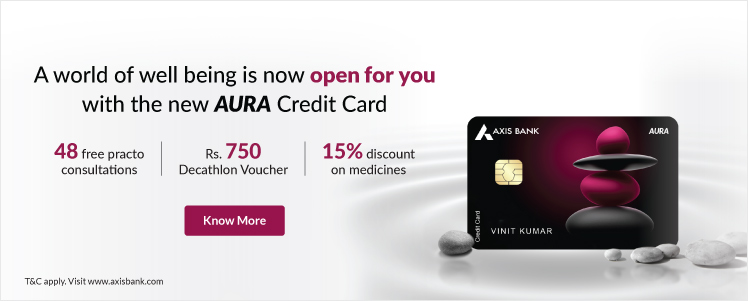 A world of well being is now open for you
with the new AURA Credit Card
48 free practo
consultations
Rs. 750
Decathlon Voucher
15% discount
on medicines
Know More
T&C apply. Visit www.axisbank.com
AXIS BANK
AURA
Credit Card
VINIT KUMAR